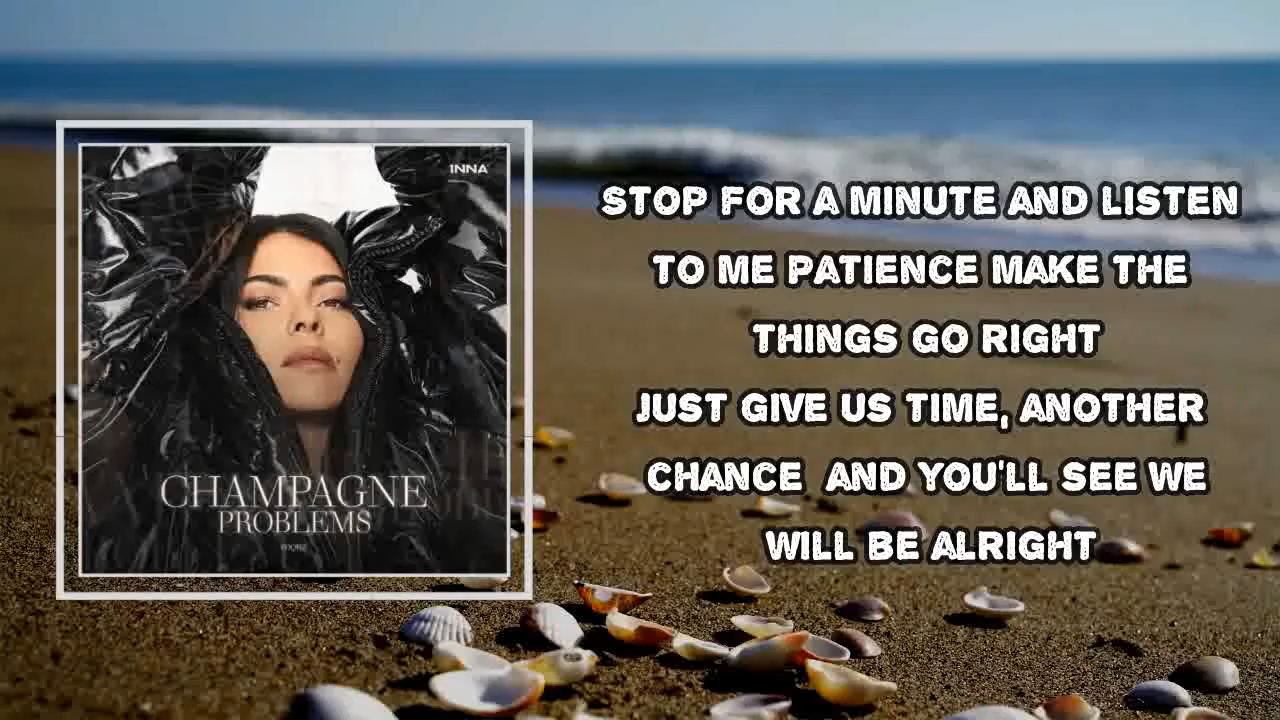 INNA
CHAMPAGNE
PROBLEMS
STOP FOR A MINUTE AND LISTEN
TO ME PATIENCE MAKE THE
THINGS GO RIGHT
JUST GIVE US TIME, ANOTHER
CHANCE AND YOU'LL SEE WE
WILL BE ALRIGHT